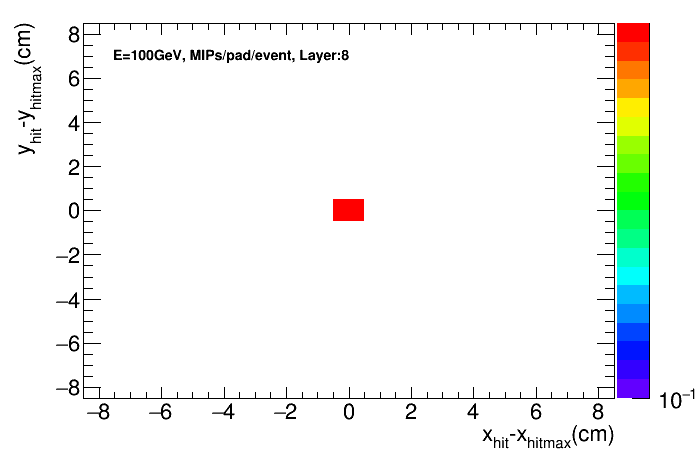 E=100GeV, MIPs/pad/event, Layer:8
y_hit-y_hitmax(cm)
8
6
4
2
0
−2
−4
−6
−8
−8 −6 −4 −2 0 2 4 6 8
x_hit-x_hitmax(cm)
10^−1